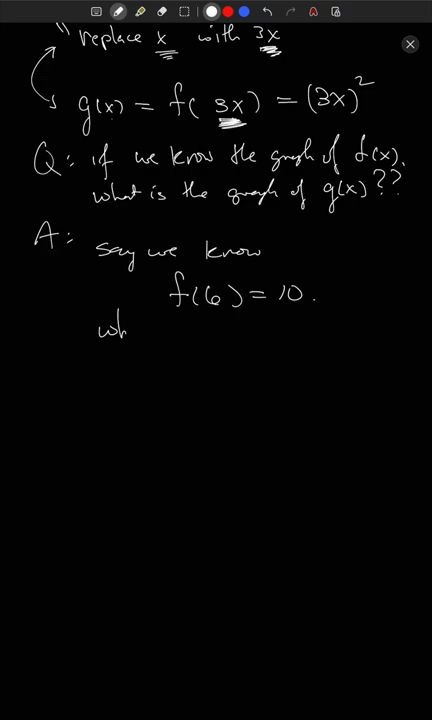 " replace x with 3x
g(x) = f( 3x ) = (3x)²
Q: if we know the graph of f(x).
what is the graph of g(x)??
A: say we know
f(6) = 10.
wh